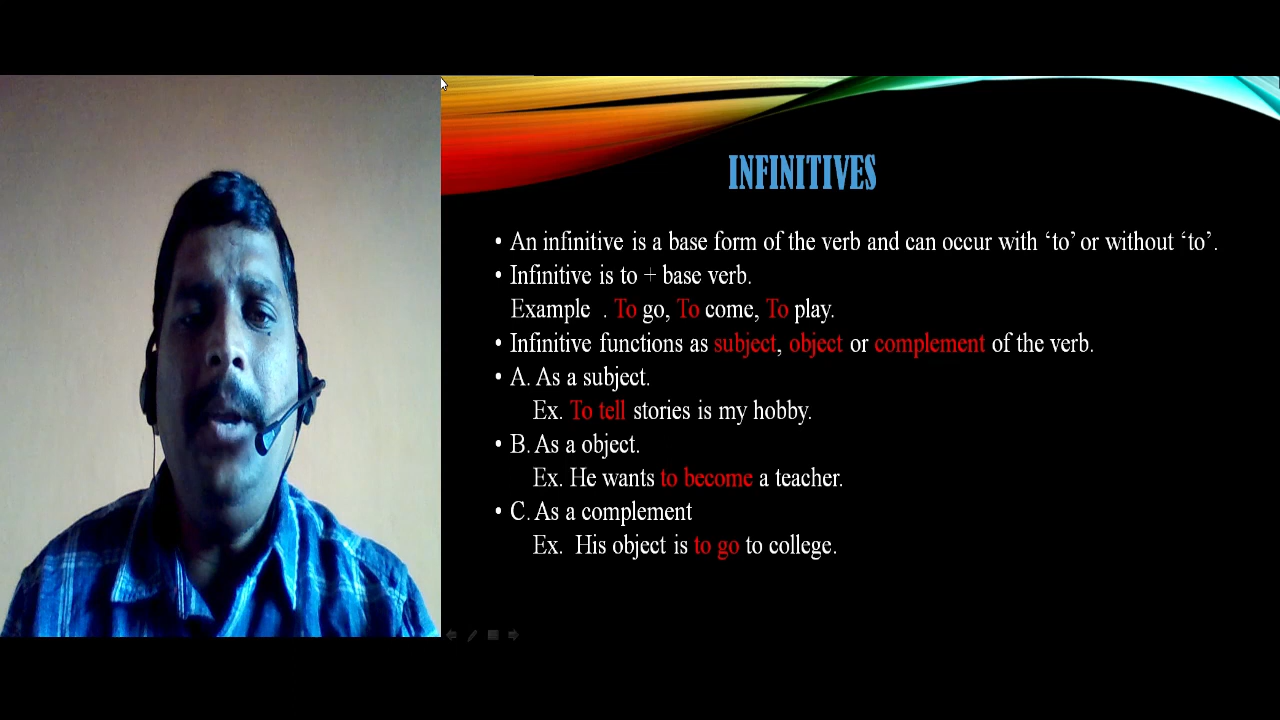 INFINITIVES
• An infinitive is a base form of the verb and can occur with ‘to’ or without ‘to’.
• Infinitive is to + base verb.
Example . To go, To come, To play.
• Infinitive functions as subject, object or complement of the verb.
• A. As a subject.
Ex. To tell stories is my hobby.
• B. As a object.
Ex. He wants to become a teacher.
• C. As a complement
Ex. His object is to go to college.